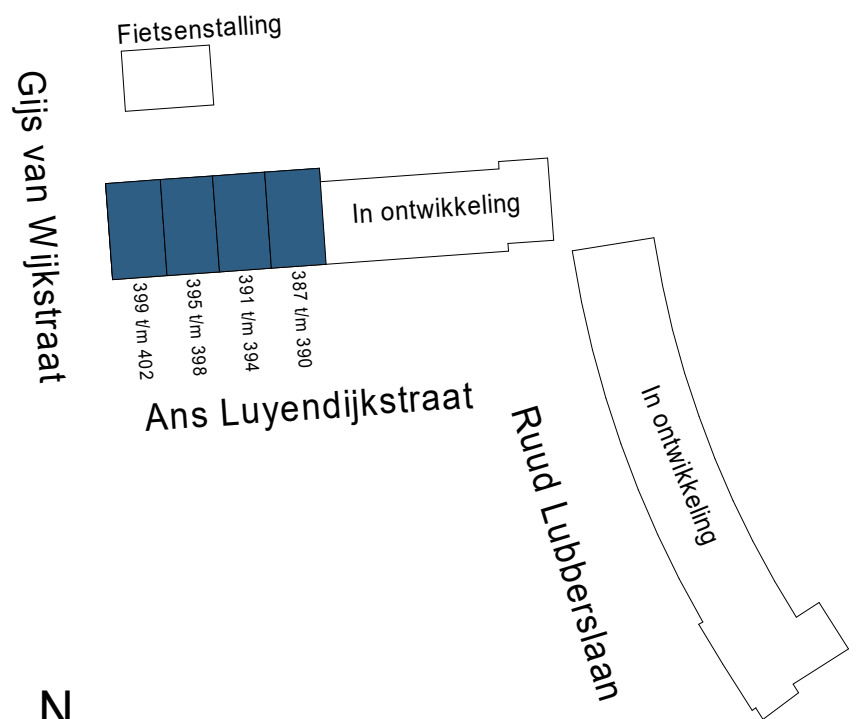 Fietsenstalling
Gijs van Wijkstraat
In ontwikkeling
399 t/m 402
395 t/m 398
391 t/m 394
387 t/m 390
Ans Luyendijkstraat
Ruud Lubberslaan
In ontwikkeling
N